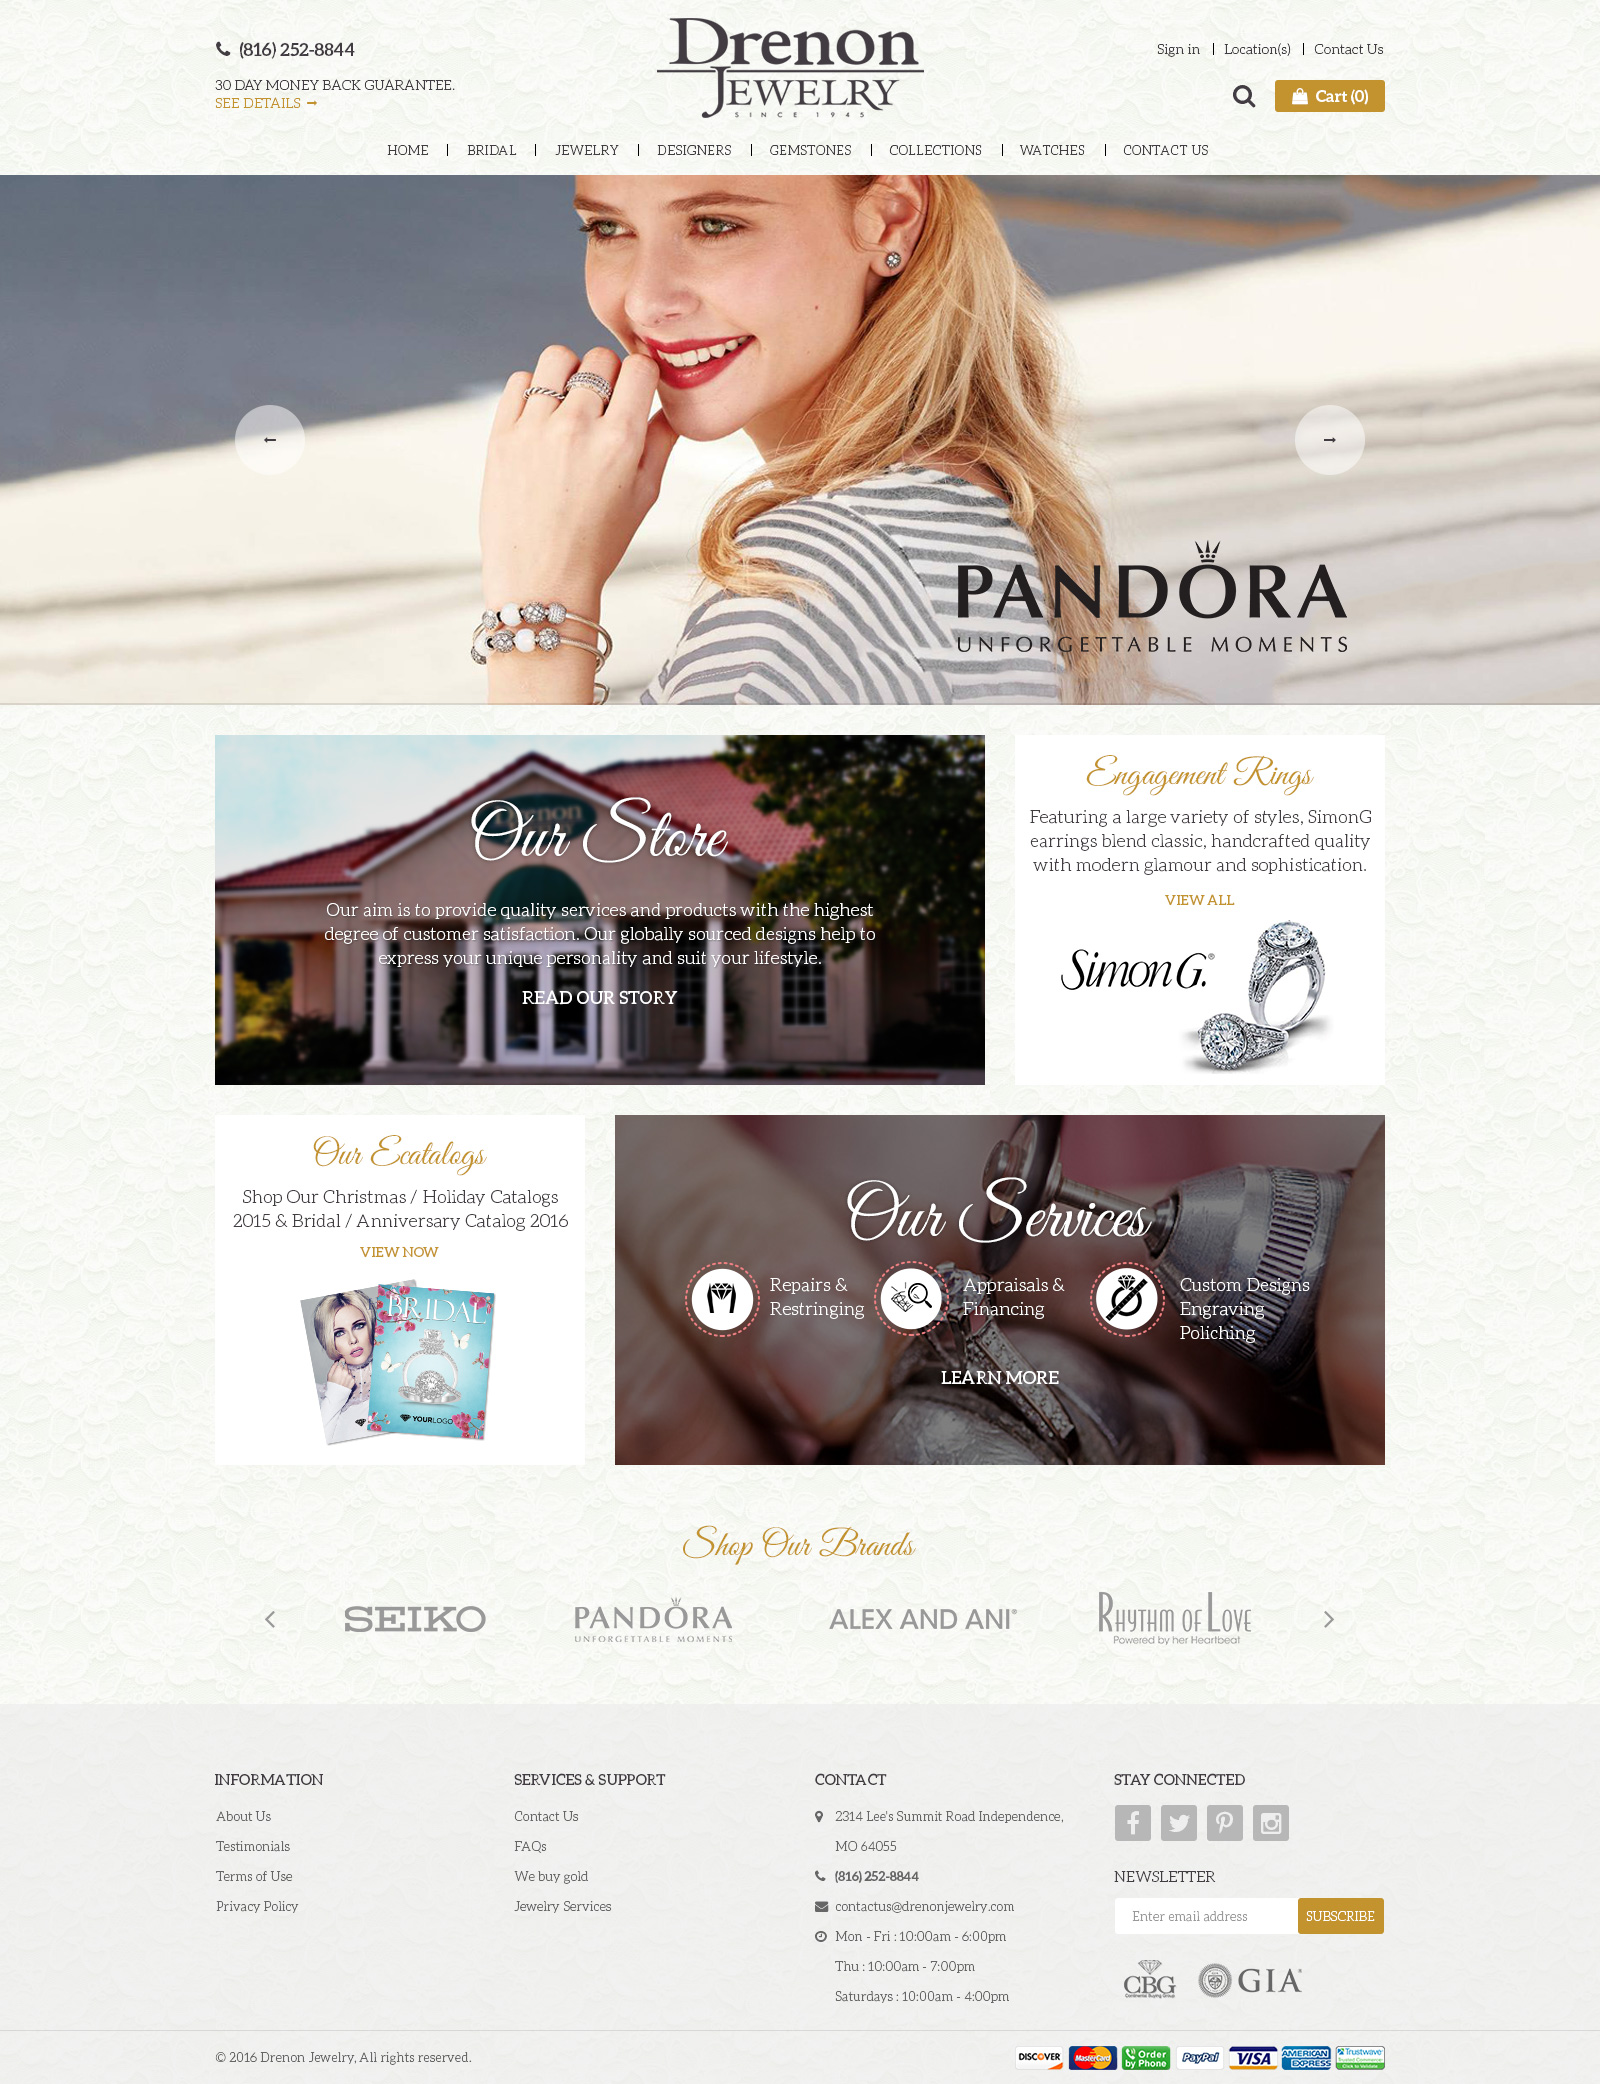 (816) 252-8844
30 DAY MONEY BACK GUARANTEE.
SEE DETAILS
Drenon
JEWELRY
SINCE 1945
Sign in
Location(s)
Contact Us
Cart (0)
HOME
BRIDAL
JEWELRY
DESIGNERS
GEMSTONES
COLLECTIONS
WATCHES
CONTACT US
PANDORA
UNFORGETTABLE MOMENTS
Drenon
Our Store
Our aim is to provide quality services and products with the highest
degree of customer satisfaction. Our globally sourced designs help to
express your unique personality and suit your lifestyle.
READ OUR STORY
Engagement Rings
Featuring a large variety of styles, SimonG
earrings blend classic, handcrafted quality
with modern glamour and sophistication.
VIEW ALL
Simon G.®
Our Ecatalogs
Shop Our Christmas / Holiday Catalogs
2015 & Bridal / Anniversary Catalog 2016
VIEW NOW
BRIDAL
YOURLOGO
Our Services
Repairs &
Restringing
Appraisals &
Financing
Custom Designs
Engraving
Poliching
LEARN MORE
Shop Our Brands
SEIKO
PANDORA
UNFORGETTABLE MOMENTS
ALEX AND ANI®
RHYTHM OF LOVE
Powered by her Heartbeat
INFORMATION
About Us
Testimonials
Terms of Use
Privacy Policy
SERVICES & SUPPORT
Contact Us
FAQs
We buy gold
Jewelry Services
CONTACT
2314 Lee's Summit Road Independence,
MO 64055
(816) 252-8844
contactus@drenonjewelry.com
Mon - Fri : 10:00am - 6:00pm
Thu : 10:00am - 7:00pm
Saturdays : 10:00am - 4:00pm
STAY CONNECTED
NEWSLETTER
Enter email address
SUBSCRIBE
CBG
Continental Buying Group
GIA®
© 2016 Drenon Jewelry, All rights reserved.
DISCOVER
MasterCard
Order
by Phone
PayPal
VISA
AMERICAN
EXPRESS
Trustwave
Trusted Commerce
Click to Validate